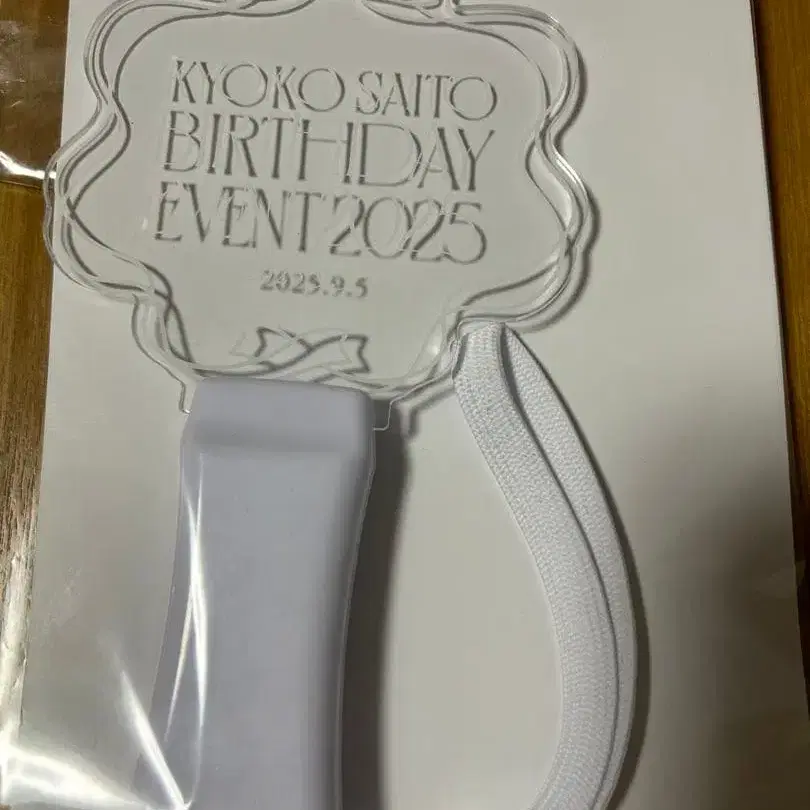 KYOKO SAITO
BIRTHDAY
EVENT 2025
2025.9.5